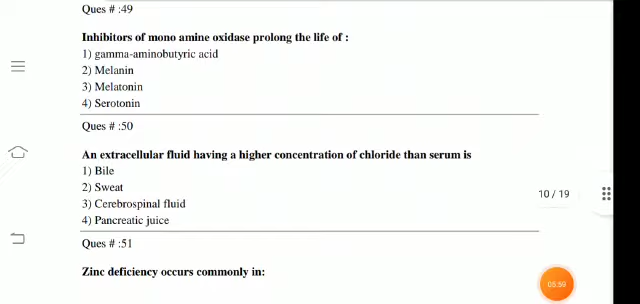 Ques # :49
Inhibitors of mono amine oxidase prolong the life of :
1) gamma-aminobutyric acid
2) Melanin
3) Melatonin
4) Serotonin
Ques # :50
An extracellular fluid having a higher concentration of chloride than serum is
1) Bile
2) Sweat
3) Cerebrospinal fluid
4) Pancreatic juice
10 / 19
Ques # :51
Zinc deficiency occurs commonly in:
05:59